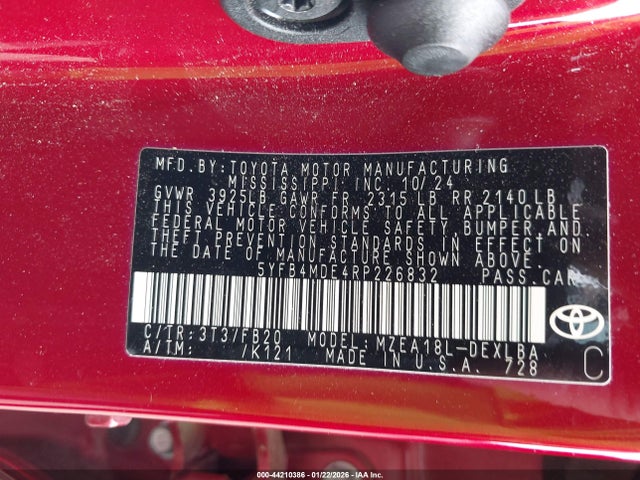 MFD.BY:TOYOTA MOTOR MANUFACTURING
MISSISSIPPI INC. 10/24
GVWR 3925LB GAWR FR 2315 LB RR 2140 LB
THIS VEHICLE CONFORMS TO ALL APPLICABLE
FEDERAL MOTOR VEHICLE SAFETY BUMPER,AND
THEFT PREVENTION STANDARDS IN EFFECT ON
THE DATE OF MANUFACTURE SHOWN ABOVE.
5YFB4MDE4RP226832 PASS.CAR
C/TR:3T3/FB20 MODEL:MZEA18L-DEXLBA
A/TM: /K121 MADE IN U.S.A. 728
C
000-44210386 - 01/22/2026 - IAA Inc.